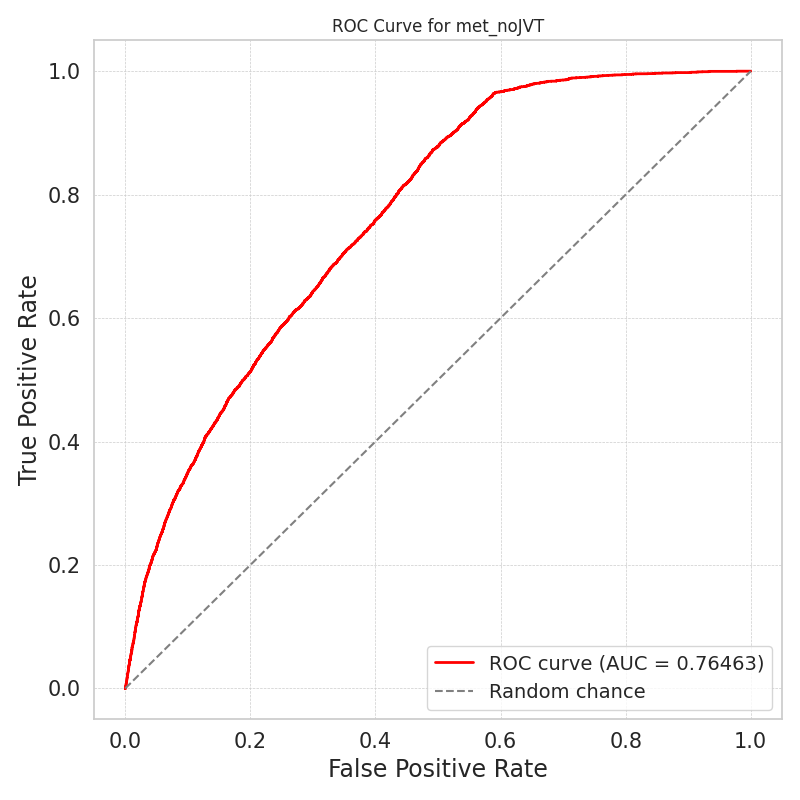 ROC Curve for met_noJVT
1.0
0.8
0.6
0.4
0.2
0.0
True Positive Rate
ROC curve (AUC = 0.76463)
Random chance
0.0 0.2 0.4 0.6 0.8 1.0
False Positive Rate